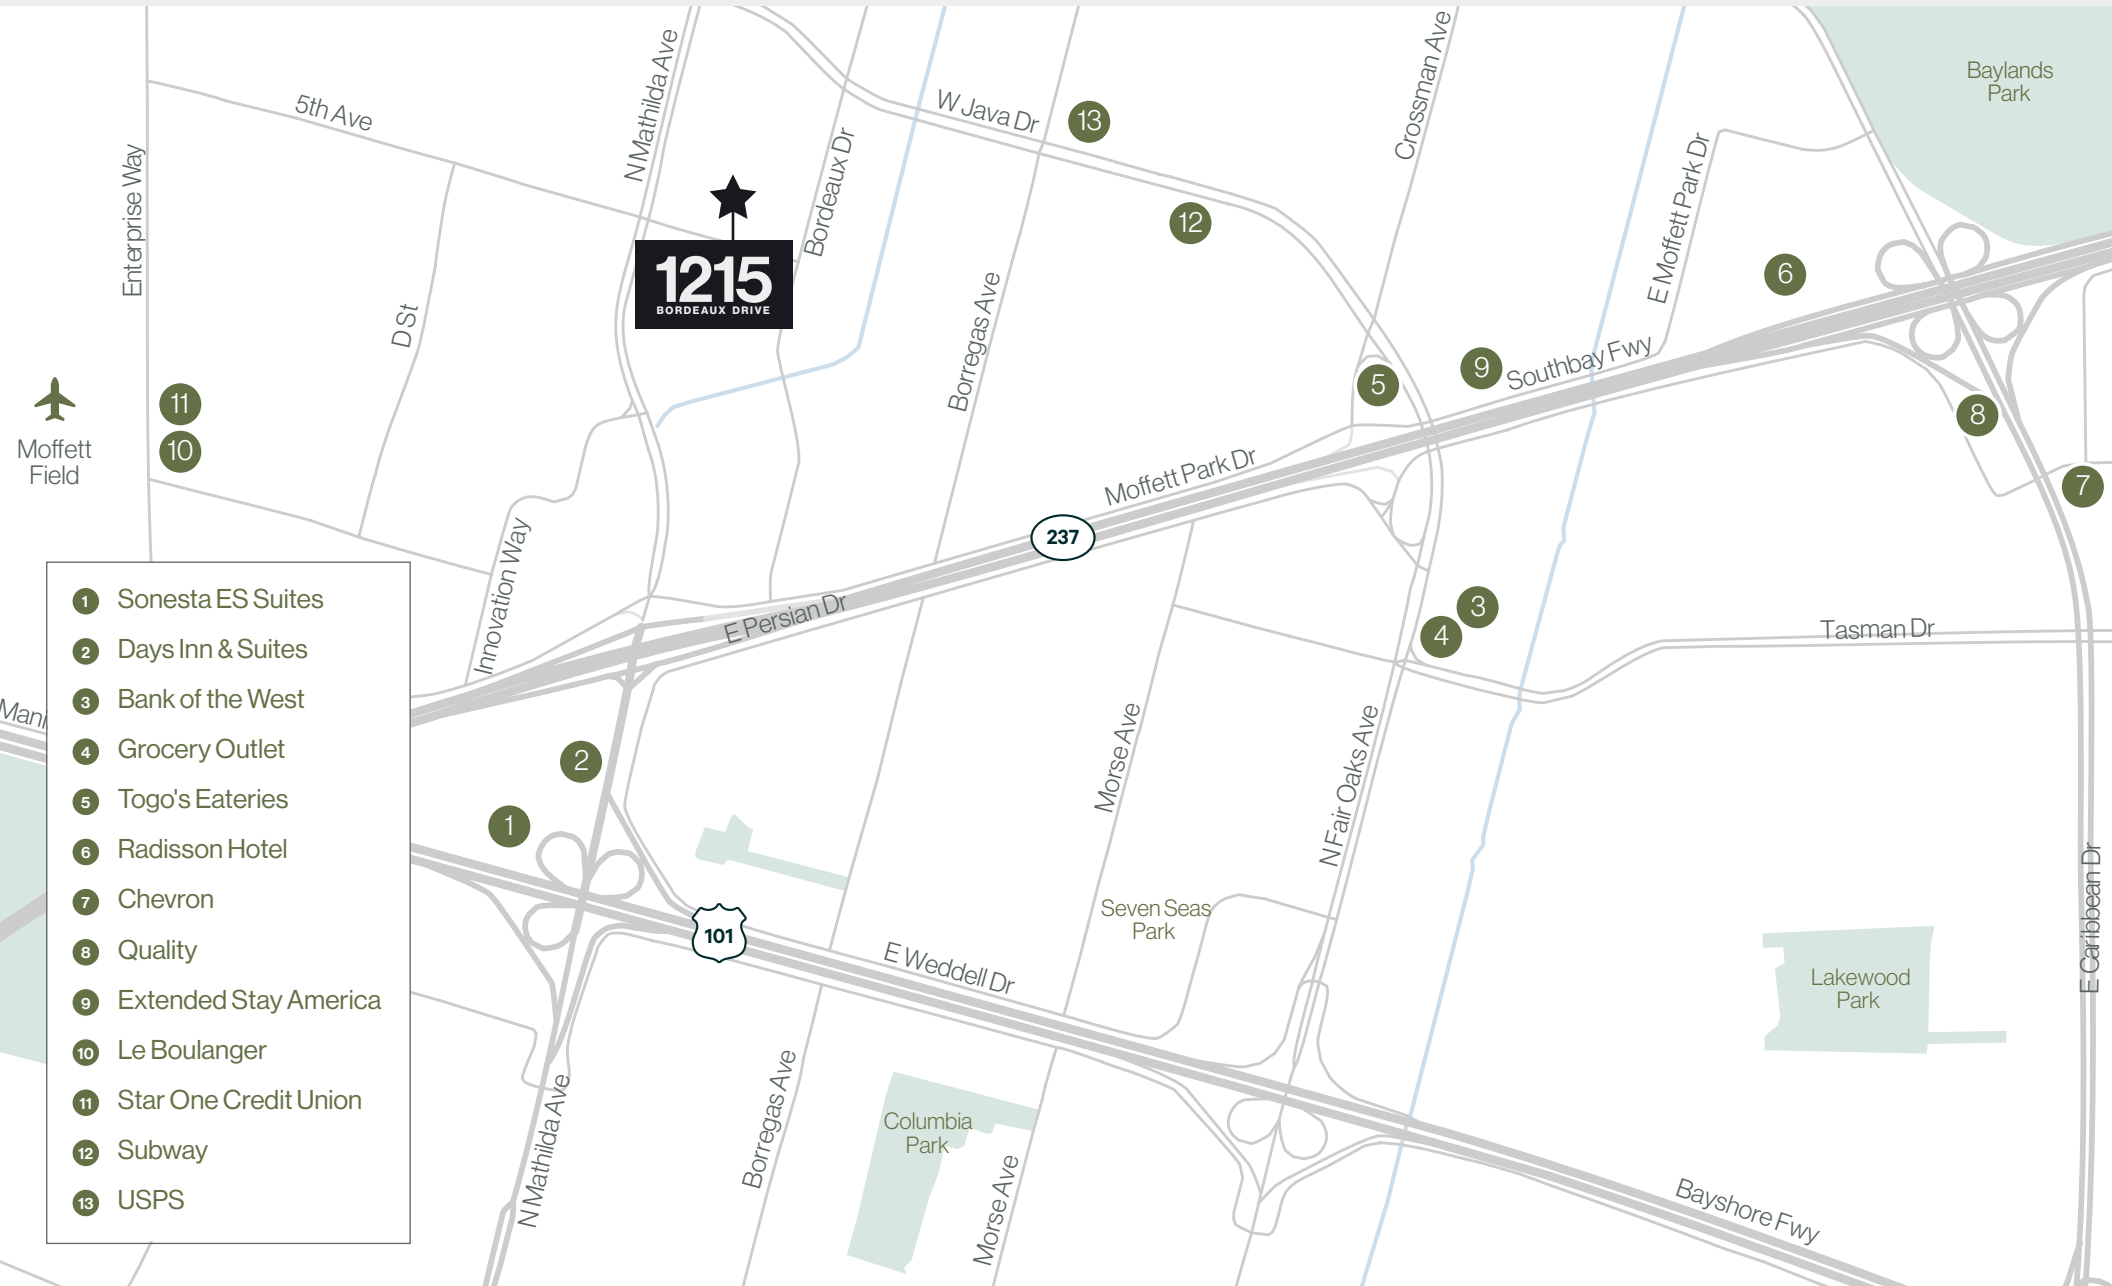 Baylands
Park
5th Ave
N Mathilda Ave
W Java Dr
13
Crossman Ave
Enterprise Way
Bordeaux Dr
E Moffett Park Dr
12
1215
BORDEAUX DRIVE
6
D St
Borregas Ave
5
9
Southbay Fwy
11
10
Moffett
Field
8
7
Moffett Park Dr
237
Innovation Way
E Persian Dr
3
4
Tasman Dr
Mani
2
1
Morse Ave
N Fair Oaks Ave
101
E Weddell Dr
Seven Seas
Park
E Caribbean Dr
Lakewood
Park
N Mathilda Ave
Borregas Ave
Columbia
Park
Morse Ave
Bayshore Fwy
1 Sonesta ES Suites
2 Days Inn & Suites
3 Bank of the West
4 Grocery Outlet
5 Togo's Eateries
6 Radisson Hotel
7 Chevron
8 Quality
9 Extended Stay America
10 Le Boulanger
11 Star One Credit Union
12 Subway
13 USPS